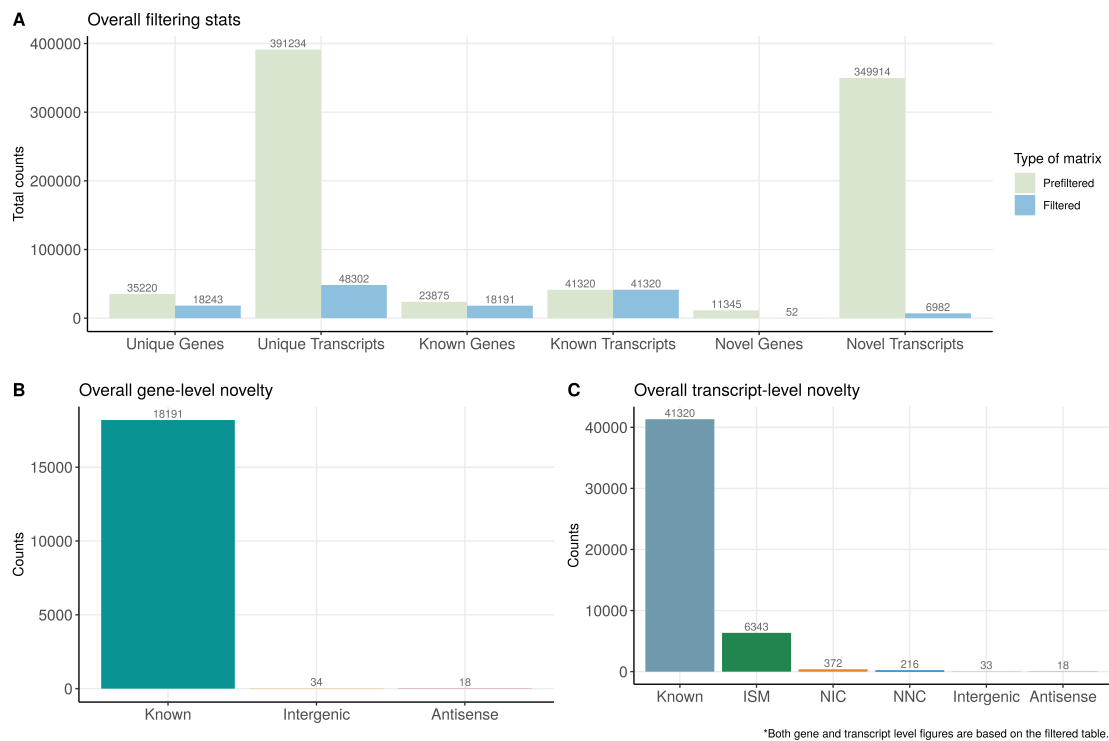 A
Overall filtering stats
Total counts
400000
300000
200000
100000
0
35220
18243
391234
48302
23875
18191
41320
41320
11345
52
349914
6982
Unique Genes
Unique Transcripts
Known Genes
Known Transcripts
Novel Genes
Novel Transcripts
Type of matrix
Prefiltered
Filtered
B
Overall gene-level novelty
Counts
15000
10000
5000
0
18191
34
18
Known
Intergenic
Antisense
C
Overall transcript-level novelty
Counts
40000
30000
20000
10000
0
41320
6343
372
216
33
18
Known
ISM
NIC
NNC
Intergenic
Antisense
*Both gene and transcript level figures are based on the filtered table.